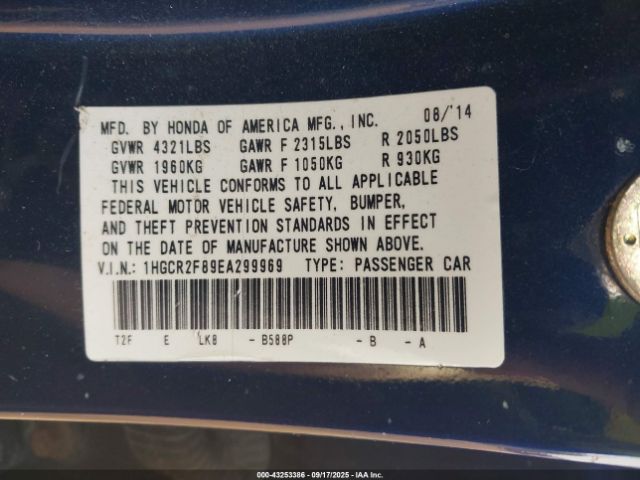 MFD. BY HONDA OF AMERICA MFG., INC. 08/'14
GVWR 4321LBS GAWR F 2315LBS R 2050LBS
GVWR 1960KG GAWR F 1050KG R 930KG
THIS VEHICLE CONFORMS TO ALL APPLICABLE
FEDERAL MOTOR VEHICLE SAFETY, BUMPER,
AND THEFT PREVENTION STANDARDS IN EFFECT
ON THE DATE OF MANUFACTURE SHOWN ABOVE.
V.I.N.: 1HGCR2F89EA299969 TYPE: PASSENGER CAR
T2F E LK8 - B588P - B - A
000-43253386 - 09/17/2025 - IAA Inc.